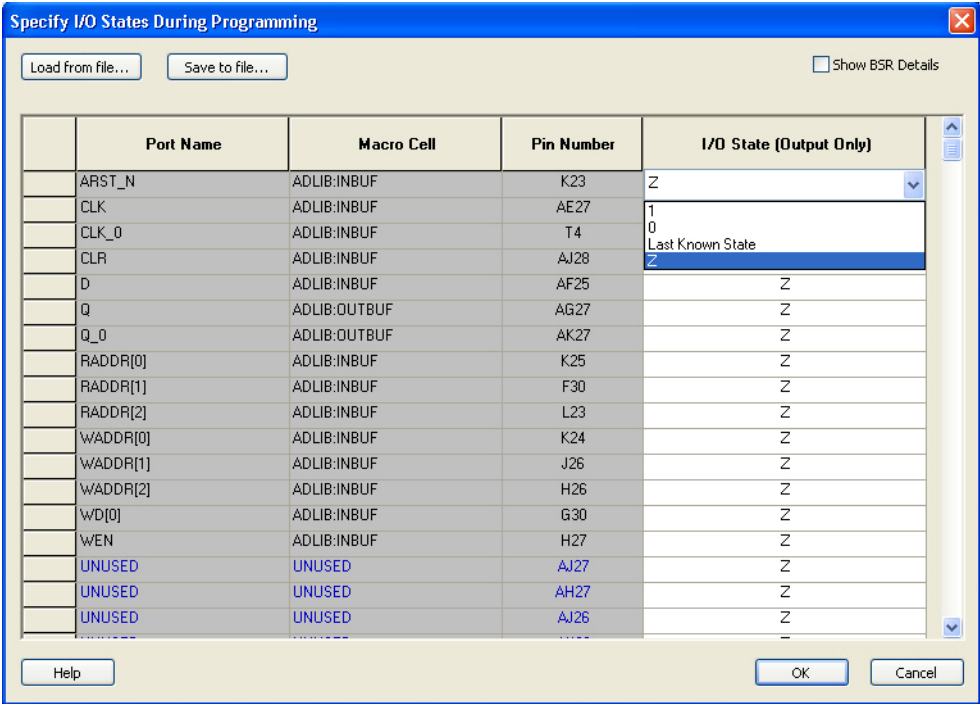 Specify I/O States During Programming
Load from file... Save to file... Show BSR Details
Port Name Macro Cell Pin Number I/O State (Output Only)
ARST_N ADLIB:INBUF K23 Z
CLK ADLIB:INBUF AE27 1
CLK_0 ADLIB:INBUF T4 0
Last Known State
CLR ADLIB:INBUF AJ28 Z
D ADLIB:INBUF AF25 Z
Q ADLIB:OUTBUF AG27 Z
Q_0 ADLIB:OUTBUF AK27 Z
RADDR[0] ADLIB:INBUF K25 Z
RADDR[1] ADLIB:INBUF F30 Z
RADDR[2] ADLIB:INBUF L23 Z
WADDR[0] ADLIB:INBUF K24 Z
WADDR[1] ADLIB:INBUF J26 Z
WADDR[2] ADLIB:INBUF H26 Z
WD[0] ADLIB:INBUF G30 Z
WEN ADLIB:INBUF H27 Z
UNUSED UNUSED AJ27 Z
UNUSED UNUSED AH27 Z
UNUSED UNUSED AJ26 Z
Help OK Cancel